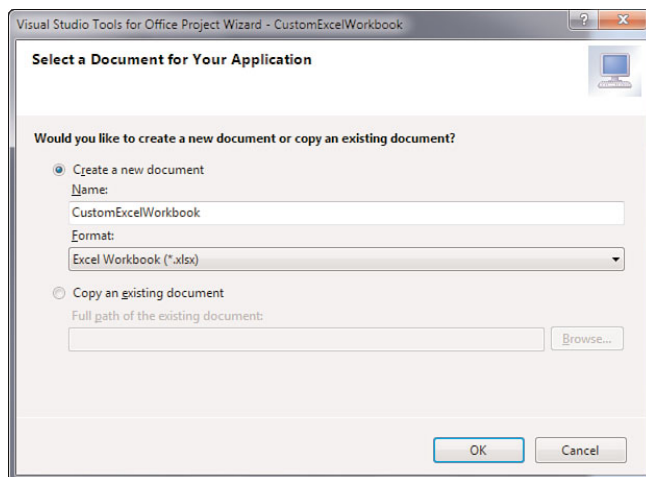 Visual Studio Tools for Office Project Wizard - CustomExcelWorkbook
Select a Document for Your Application
Would you like to create a new document or copy an existing document?
Create a new document
Name:
CustomExcelWorkbook
Format:
Excel Workbook (*.xlsx)
Copy an existing document
Full path of the existing document:
Browse...
OK Cancel